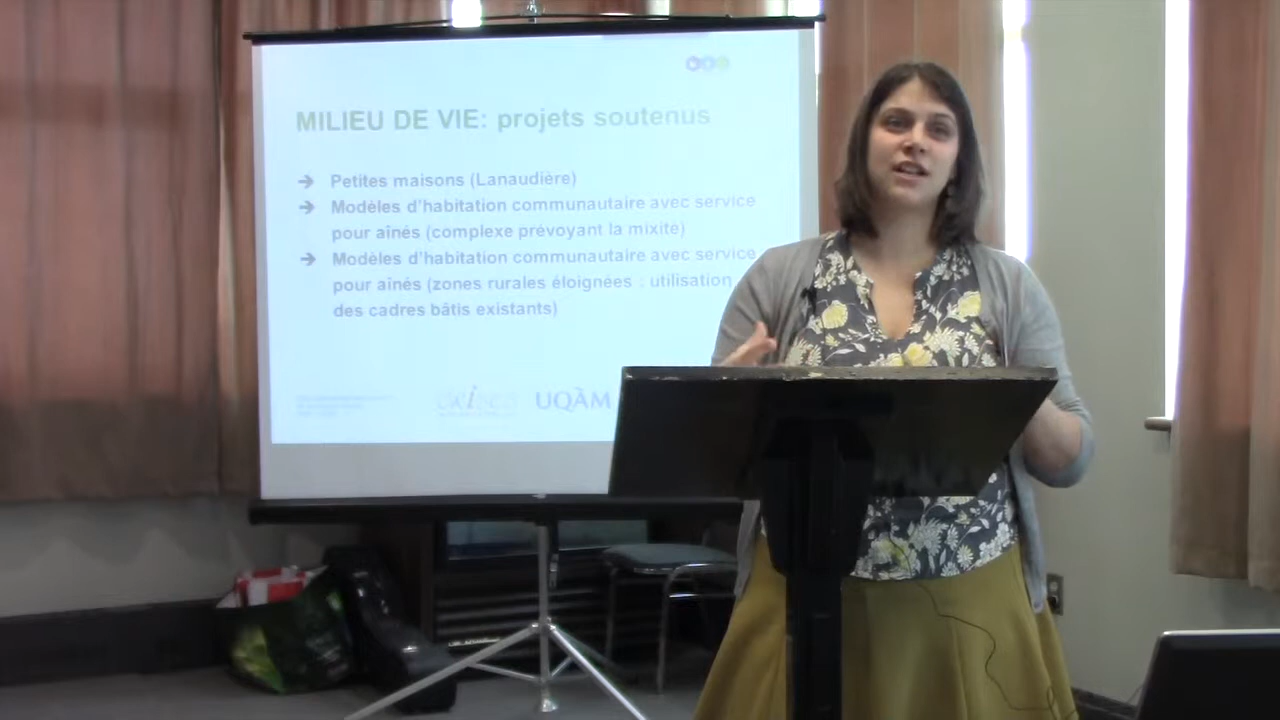 MILIEU DE VIE: projets soutenus
➔ Petites maisons (Lanaudière)
➔ Modèles d'habitation communautaire avec service
pour aînés (complexe prévoyant la mixité)
➔ Modèles d'habitation communautaire avec service
pour aînés (zones rurales éloignées : utilisation
des cadres bâtis existants)
UQÀM